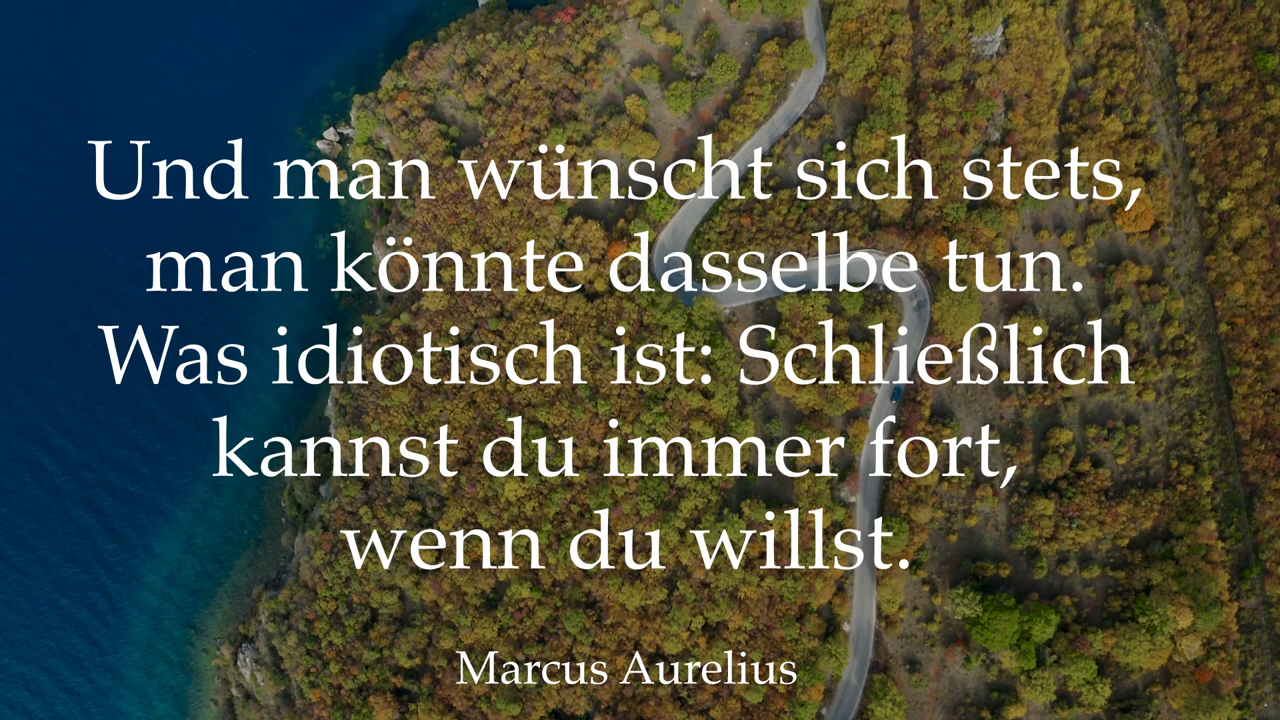 Und man wünscht sich stets,
man könnte dasselbe tun.
Was idiotisch ist: Schließlich
kannst du immer fort,
wenn du willst.
Marcus Aurelius